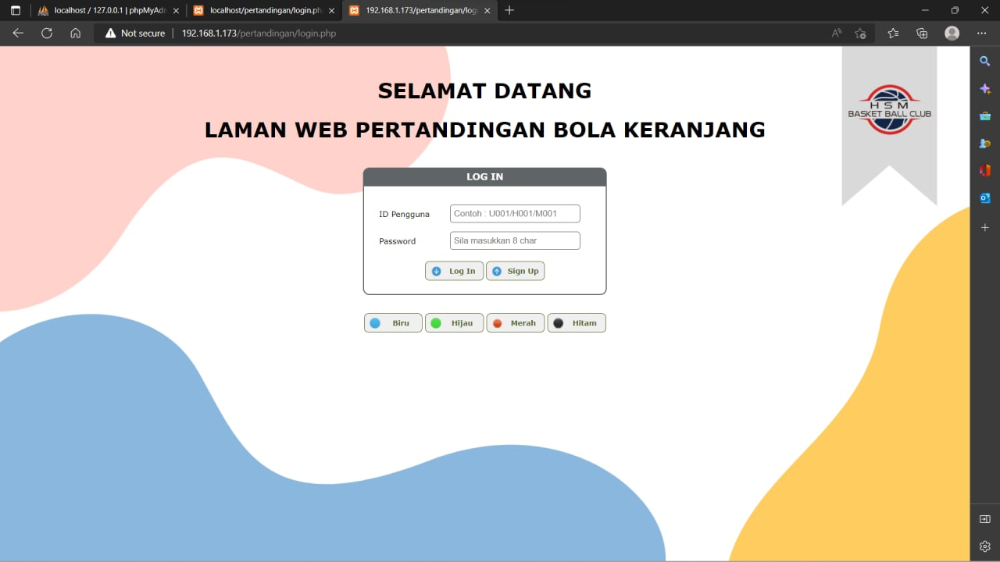 localhost / 127.0.0.1 | phpMyAdm
localhost/pertandingan/login.ph
192.168.1.173/pertandingan/logi
Not secure
192.168.1.173/pertandingan/login.php
SELAMAT DATANG
LAMAN WEB PERTANDINGAN BOLA KERANJANG
H S M
BASKET BALL CLUB
LOG IN
ID Pengguna
Contoh : U001/H001/M001
Password
Sila masukkan 8 char
Log In
Sign Up
Biru
Hijau
Merah
Hitam